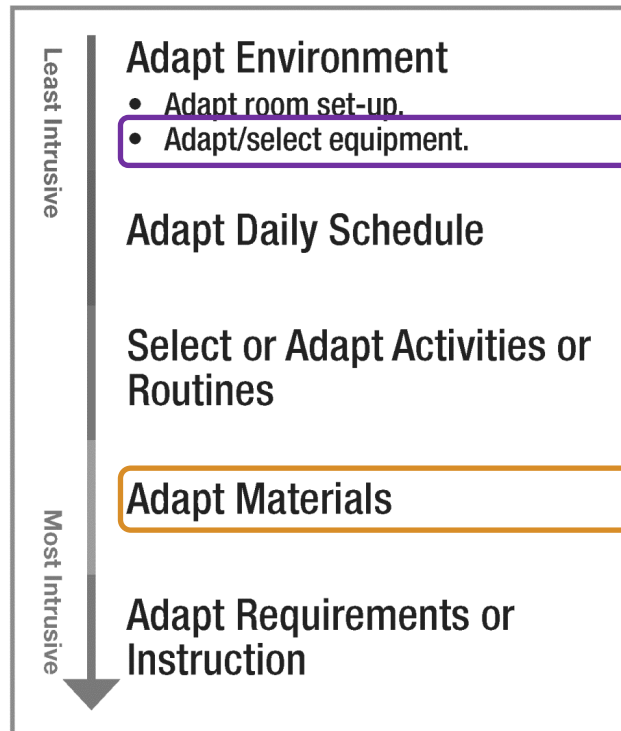 Least Intrusive
Adapt Environment
• Adapt room set-up.
• Adapt/select equipment.
Adapt Daily Schedule
Select or Adapt Activities or
Routines
Adapt Materials
Most Intrusive
Adapt Requirements or
Instruction